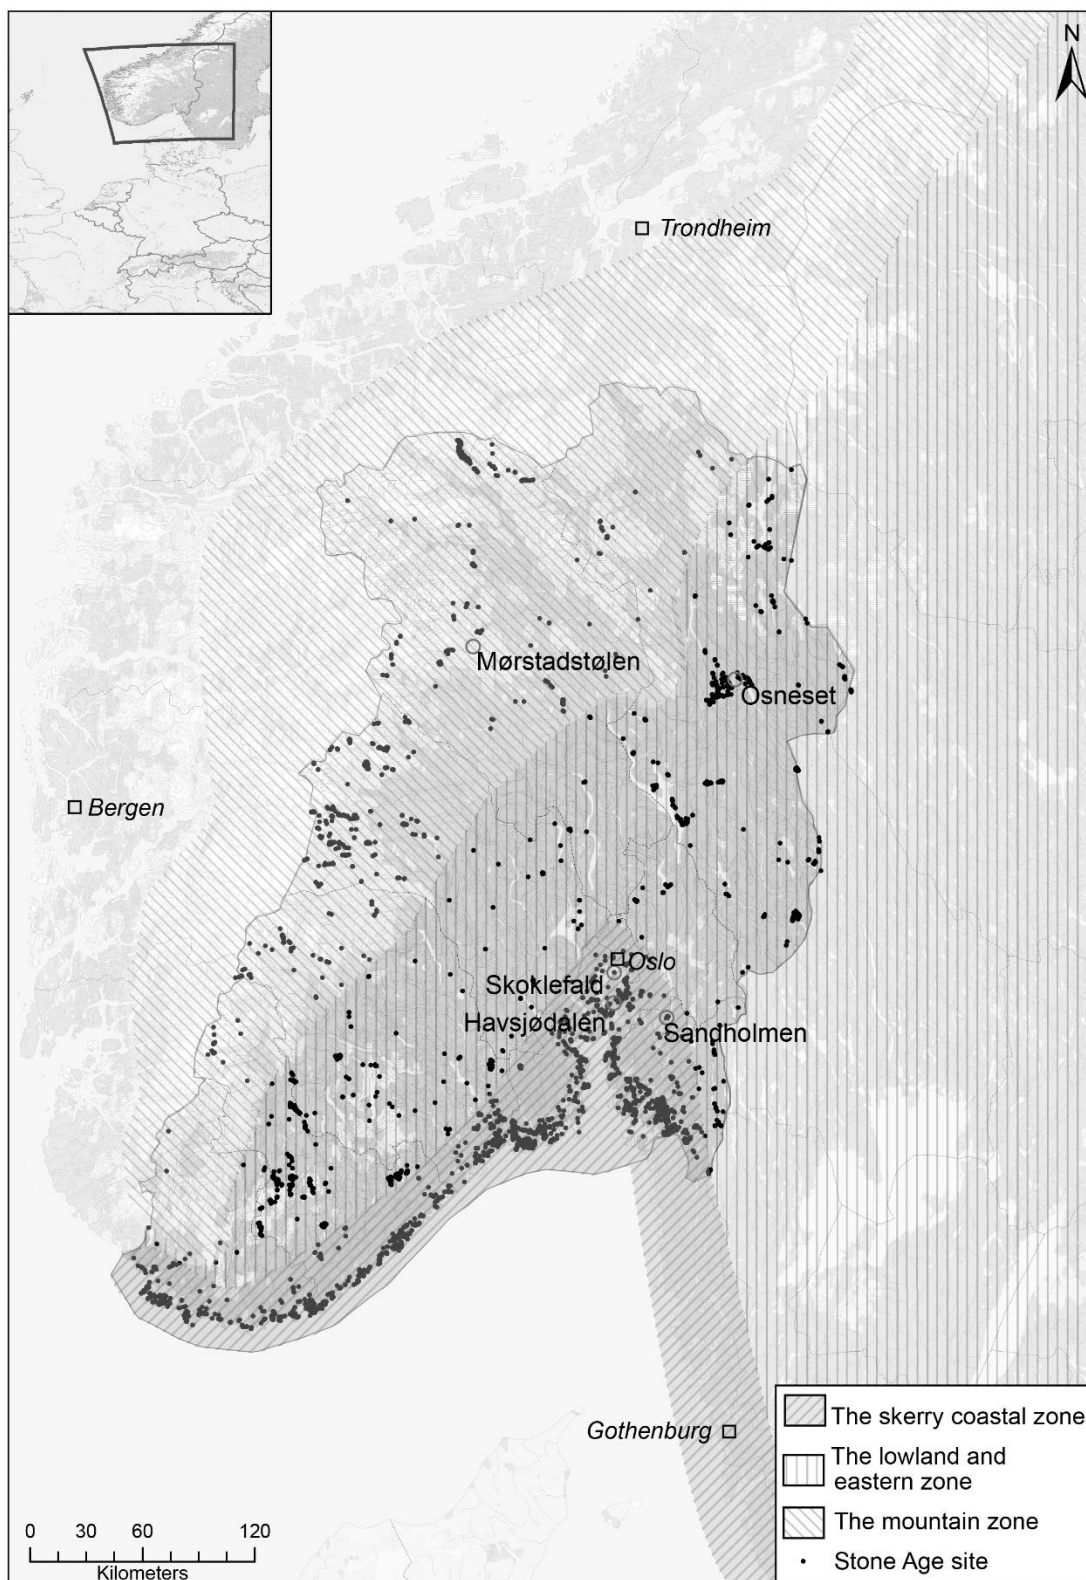 N
Trondheim
Mørstadstølen
Osneset
Bergen
Oslo
Skoklefald
Havsjødalen
Sandholmen
Gothenburg
The skerry coastal zone
The lowland and
eastern zone
The mountain zone
Stone Age site
0 30 60 120
Kilometers